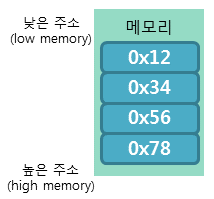 낮은 주소
(low memory)
메모리
0x12
0x34
0x56
0x78
높은 주소
(high memory)